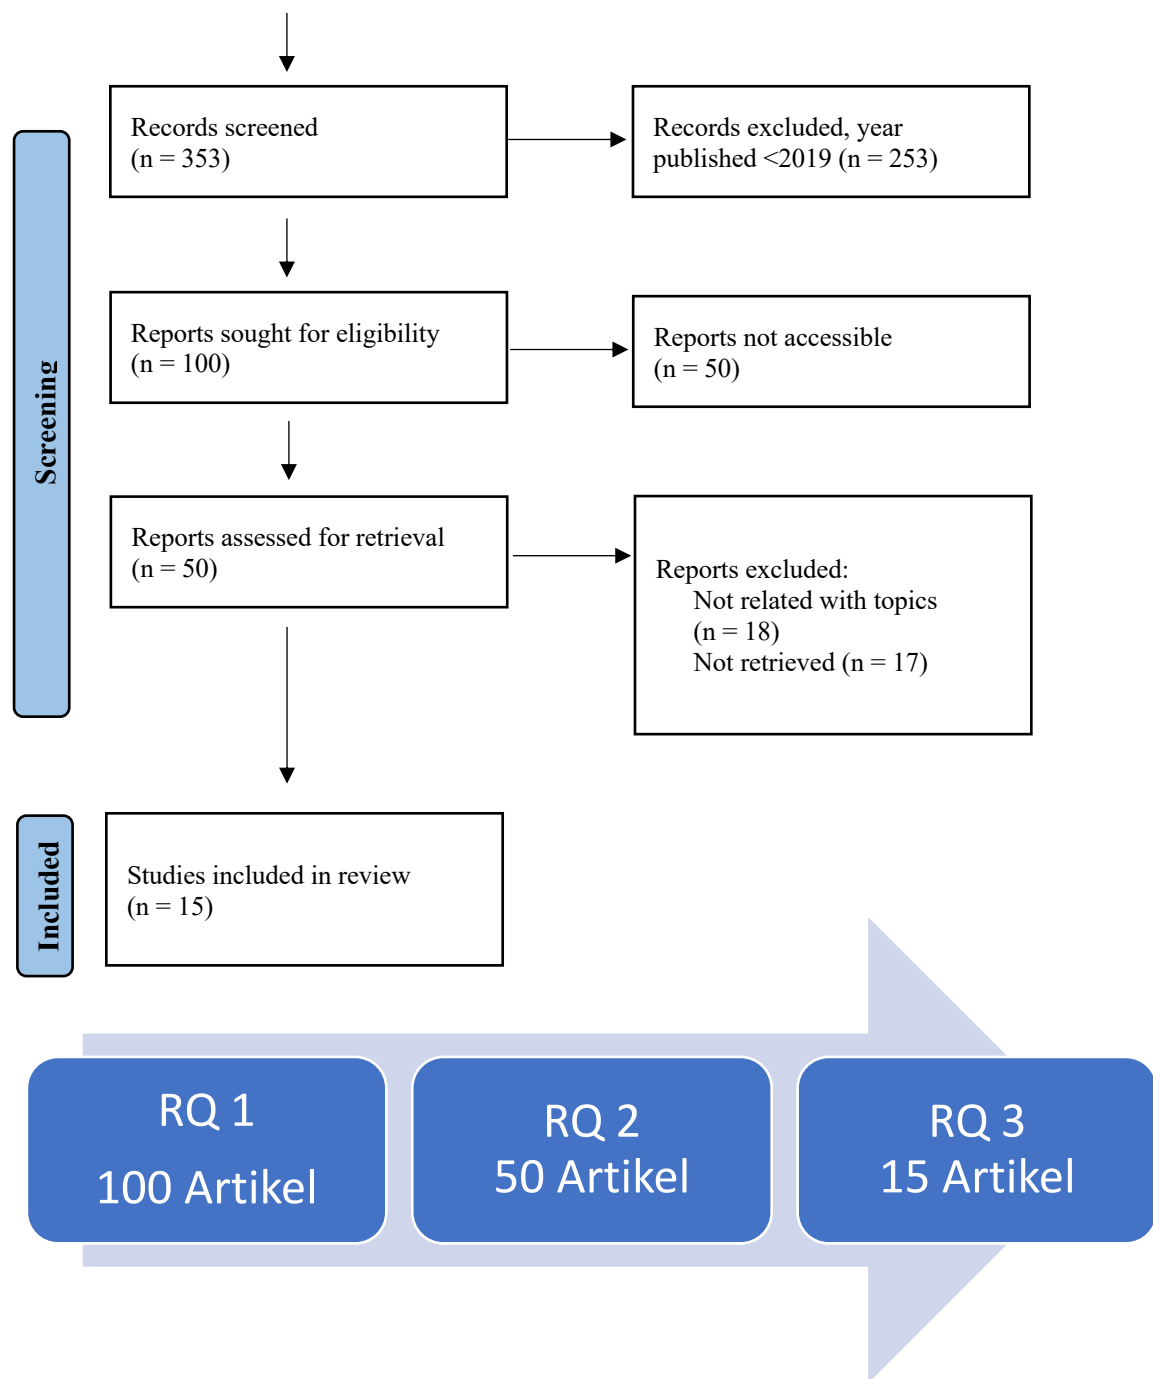 Records screened
(n = 353)
Records excluded, year
published <2019 (n = 253)
Screening
Reports sought for eligibility
(n = 100)
Reports not accessible
(n = 50)
Reports assessed for retrieval
(n = 50)
Reports excluded:
Not related with topics
(n = 18)
Not retrieved (n = 17)
Included
Studies included in review
(n = 15)
RQ 1
100 Artikel
RQ 2
50 Artikel
RQ 3
15 Artikel